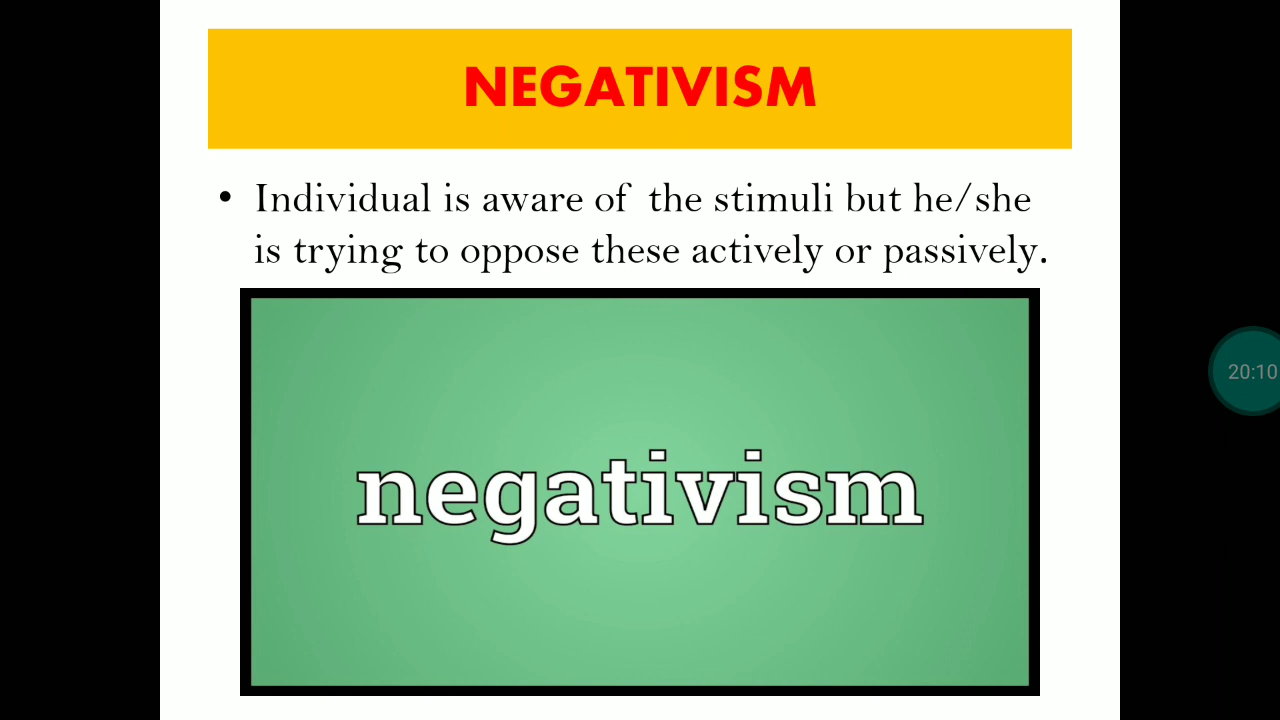 NEGATIVISM
• Individual is aware of the stimuli but he/she
is trying to oppose these actively or passively.
negativism
20:10